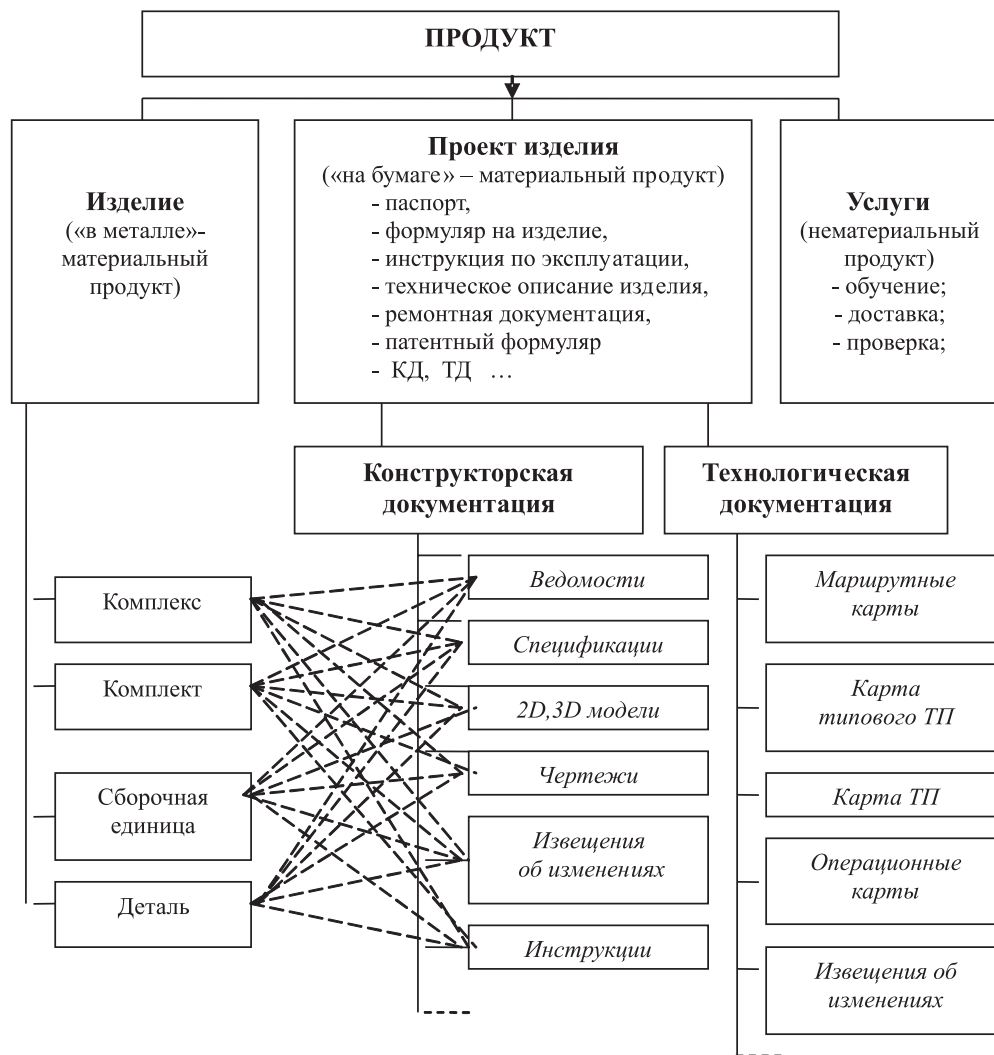 ПРОДУКТ
Изделие
(«в металле»-
материальный
продукт)
Проект изделия
(«на бумаге» – материальный продукт)
- паспорт,
- формуляр на изделие,
- инструкция по эксплуатации,
- техническое описание изделия,
- ремонтная документация,
- патентный формуляр
- КД, ТД ...
Услуги
(нематериальный
продукт)
- обучение;
- доставка;
- проверка;
Конструкторская
документация
Технологическая
документация
Комплекс
Комплект
Сборочная
единица
Деталь
Ведомости
Спецификации
2D,3D модели
Чертежи
Извещения
об изменениях
Инструкции
Маршрутные
карты
Карта
типового ТП
Карта ТП
Операционные
карты
Извещения об
изменениях